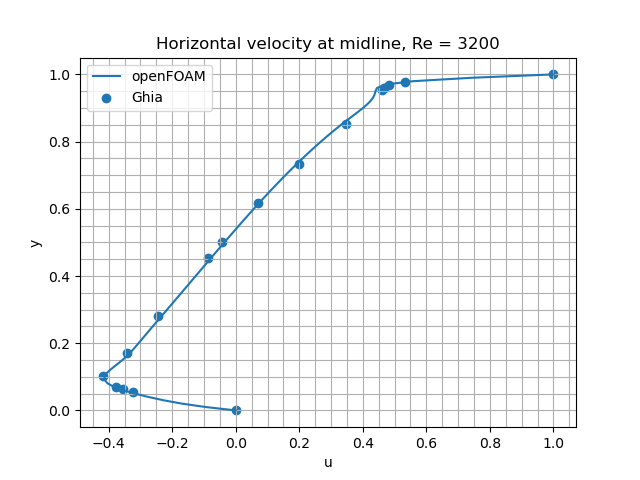 Horizontal velocity at midline, Re = 3200
openFOAM
Ghia
y
1.0
0.8
0.6
0.4
0.2
0.0
−0.4 −0.2 0.0 0.2 0.4 0.6 0.8 1.0
u